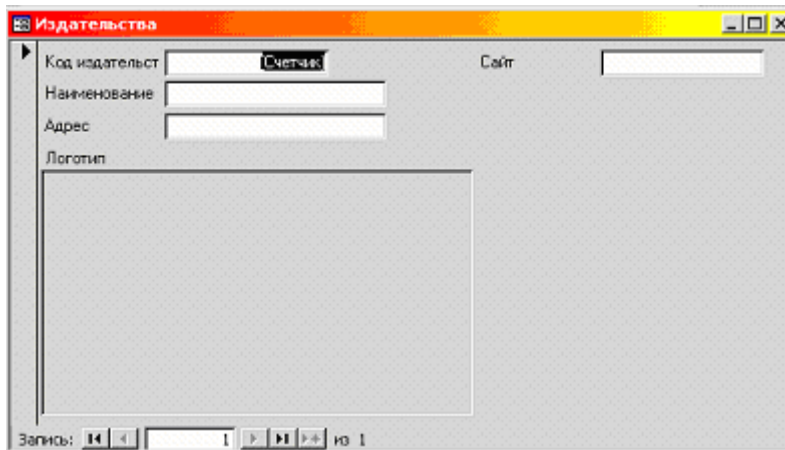 Издательства
Код издательст (Счетчик) Сайт
Наименование
Адрес
Логотип
Запись: 1 из 1